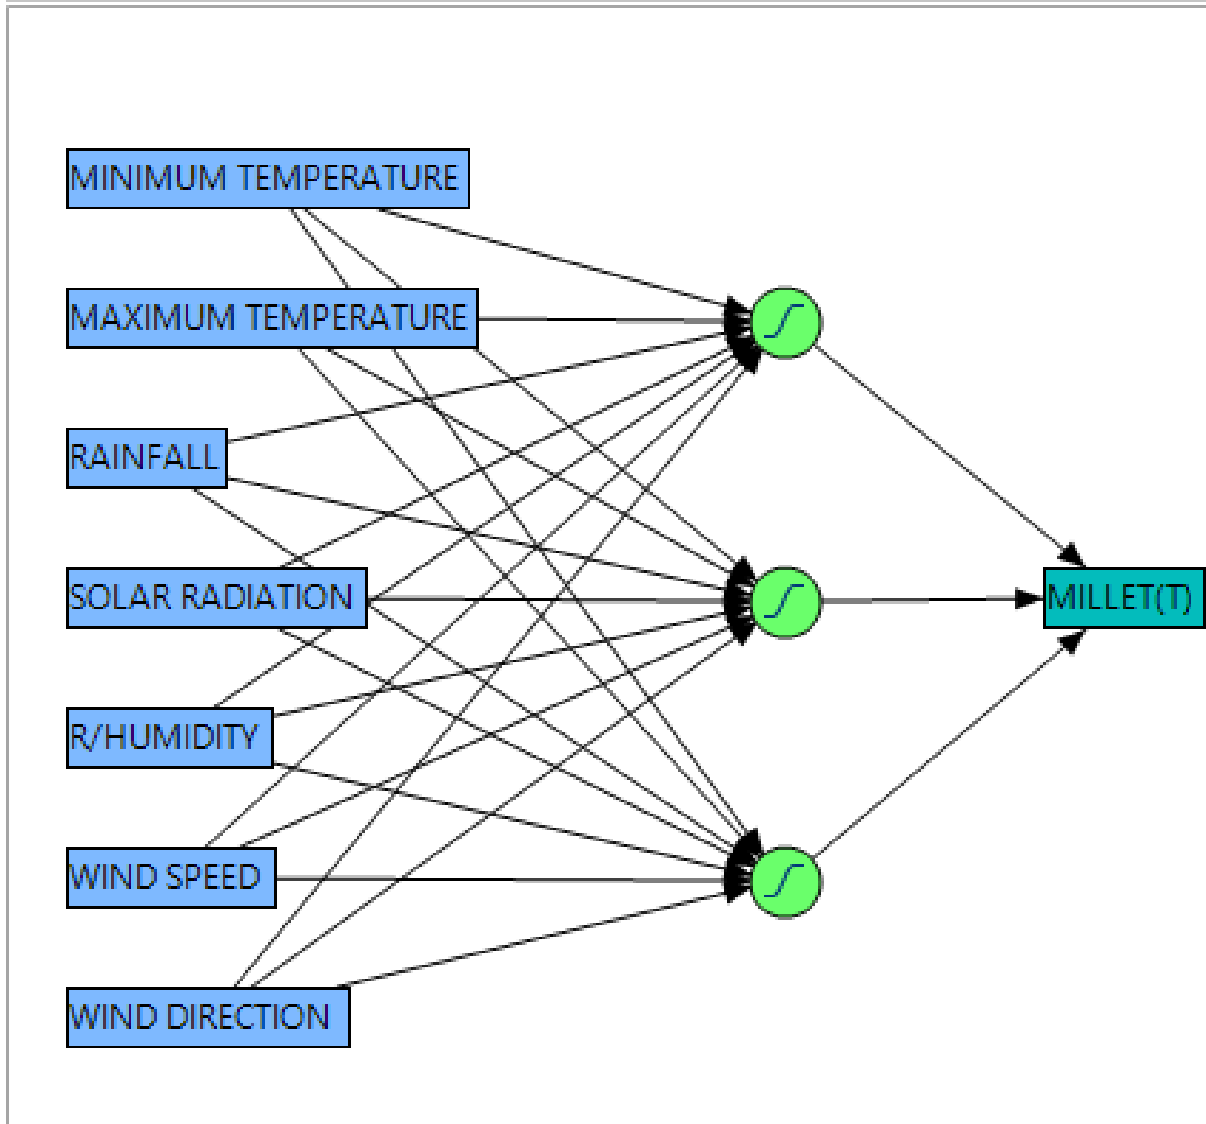 MINIMUM TEMPERATURE
MAXIMUM TEMPERATURE
RAINFALL
SOLAR RADIATION
R/HUMIDITY
WIND SPEED
WIND DIRECTION
MILLET(T)